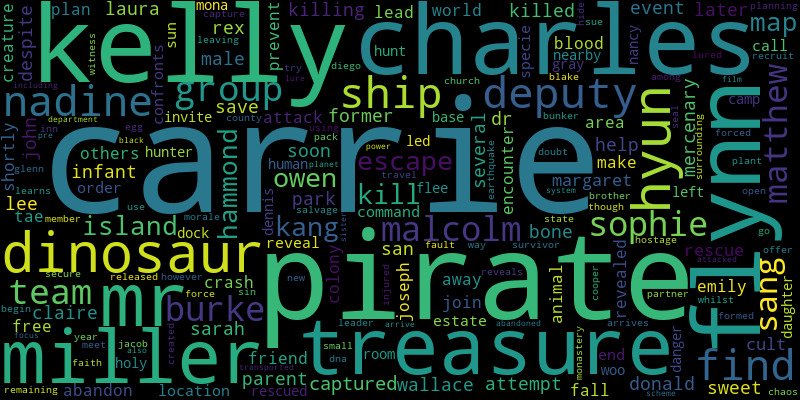 creature
despite
plan
mona
capture
laura
rex
leaving
sun
witness
confronts
prevent
male
killing
killed
diego
try
lure
hunt
lead
world
nearby
specie
gray
blood
event
later
planning
hide
sue
map
call
recruit
nancy
blake
lured
church
including
kelly
charles
nadine
group
ship
deputy
save
invite
attack
using
pack
black
former
base
led
dr
several
earthquake
encounter
among
film
bunker
area
help
camp
seal
hyun
mercenary
surrounding
forced
plant
matthew
flynn
carrie
shortly
john
inn
department
egg
county
pre
others
soon
hunter
human
planet
infant
glenn
learns
order
use
lee
tae
member
morale
power
travel
escape
kill
flee
doubt
system
state
make
margaret
brother
though
left
hostage
open
go
offer
hammond
owen
park
dennis
command
salvage
sister
island
kang
malcolm
bone
sophie
dock
reveal
san
fault
way
survivor
rescue
dinosaur
pirate
secure
released
however
force
sin
crash
colony
joseph
away
reveals
animal
revealed
cooper
partner
attacked
emily
whilst
formed
sang
daughter
team
mr
burke
new
injured
join
claire
free
sarah
estate
leader
arrive
abandoned
arrives
danger
end
cult
begin
year
meet
jacob
also
focus
faith
miller
holy
friend
created
parent
room
small
dna
transported
treasure
woo
monastery
find
remaining
abandon
location
rescued
captured
wallace
attempt
scheme
fall
donald
sweet
chaos